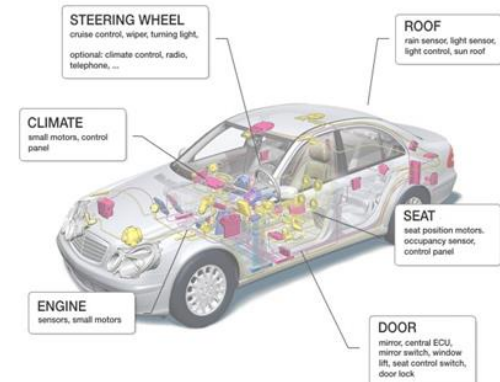 STEERING WHEEL
cruise control, wiper, turning light,
optional: climate control, radio,
telephone, ...
ROOF
rain sensor, light sensor,
light control, sun roof
CLIMATE
small motors, control
panel
SEAT
seat position motors.
occupancy sensor,
control panel
ENGINE
sensors, small motors
DOOR
mirror, central ECU,
mirror switch, window
lift, seat control switch,
door lock